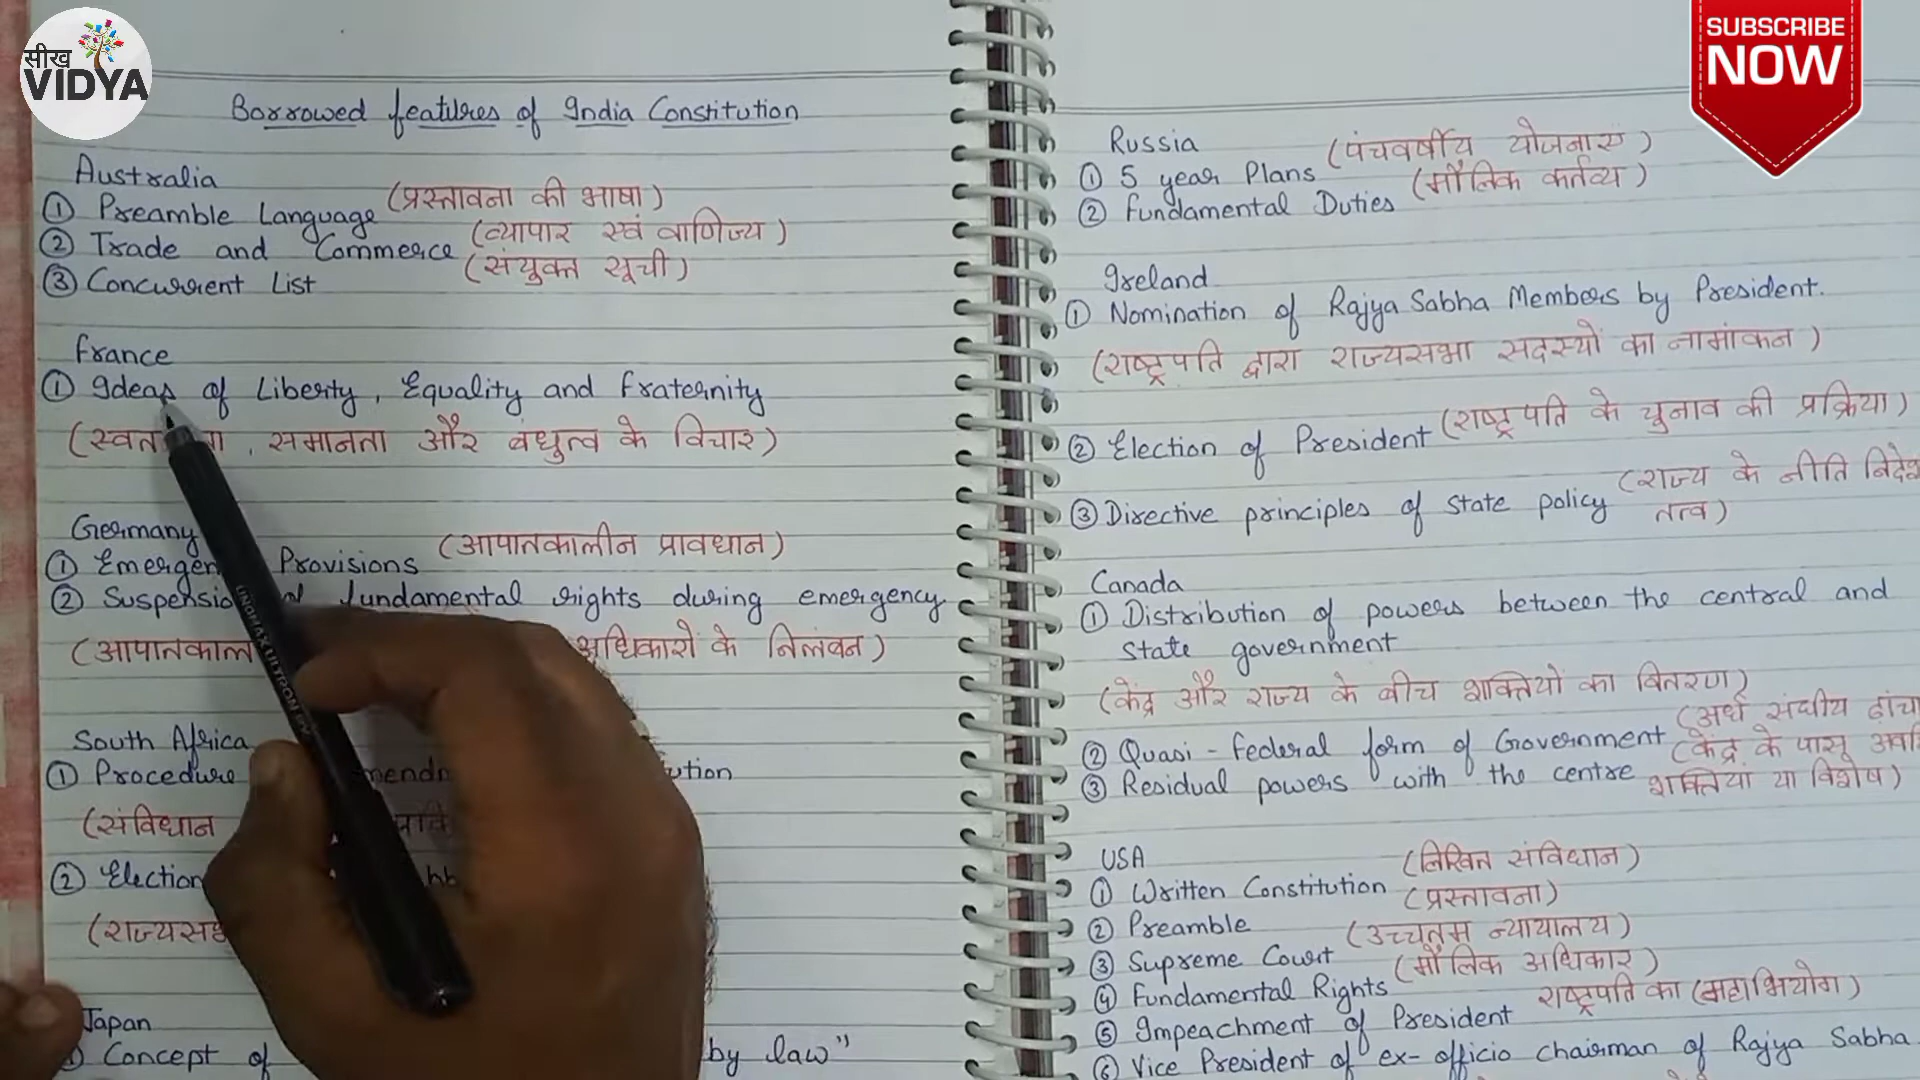 सीख
VIDYA
SUBSCRIBE
NOW
Borrowed features of India Constitution
Australia
① Preamble Language (प्रस्तावना की भाषा)
② Trade and Commerce (व्यापार एवं वाणिज्य)
③ Concurrent List (संयुक्त सूची)
France
① Ideas of Liberty, Equality and Fraternity
(स्वत , समानता और बंधुत्व के विचार)
Germany
① Emergen Provisions (आपातकालीन प्रावधान)
② Suspensio of fundamental rights during emergency
(आपातकाल अधिकारों के निलंबन)
South Africa
① Procedure mendm ution
(संविधान
② Election
(राज्यसभ
Japan
Concept of by law"
Russia
① 5 year Plans (पंचवर्षीय योजनाएं)
② Fundamental Duties (मौलिक कर्तव्य)
Ireland
① Nomination of Rajya Sabha Members by President.
(राष्ट्रपति द्वारा राज्यसभा सदस्यों का नामांकन)
② Election of President (राष्ट्रपति के चुनाव की प्रक्रिया)
③ Directive principles of state policy (राज्य के नीति निदेश
तत्व)
Canada
① Distribution of powers between the central and
state government
(केंद्र और राज्य के बीच शक्तियों का वितरण)
② Quasi - Federal form of Government (अर्ध संघीय ढ़ांचा
③ Residual powers with the centre (केंद्र के पास अवशि
शक्तियां या विशेष)
USA
① Written Constitution (लिखित संविधान)
② Preamble (प्रस्तावना)
③ Supreme Court (उच्चतम न्यायालय)
④ Fundamental Rights (मौलिक अधिकार)
⑤ Impeachment of President राष्ट्रपति का (महाभियोग)
⑥ Vice President of ex-officio chairman of Rajya Sabha